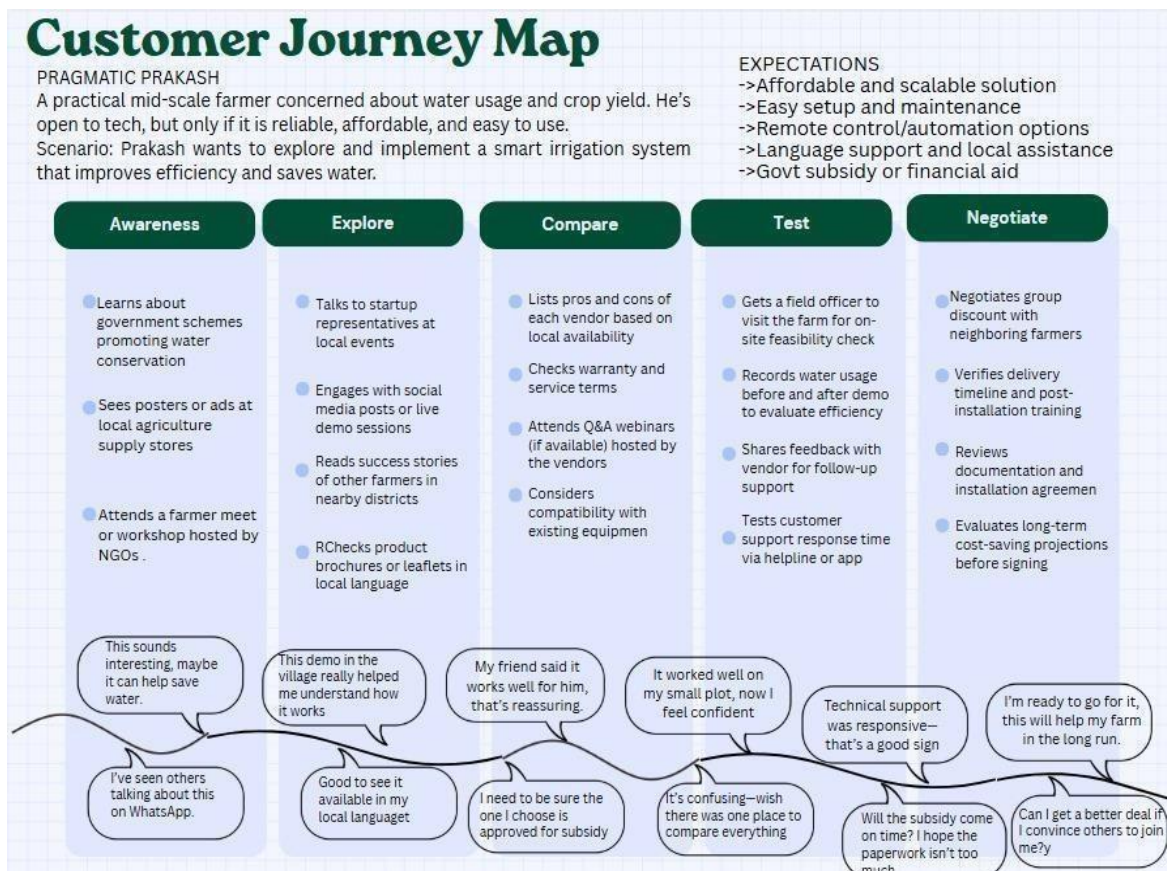 Customer Journey Map
PRAGMATIC PRAKASH
A practical mid-scale farmer concerned about water usage and crop yield. He's
open to tech, but only if it is reliable, affordable, and easy to use.
Scenario: Prakash wants to explore and implement a smart irrigation system
that improves efficiency and saves water.
EXPECTATIONS
->Affordable and scalable solution
->Easy setup and maintenance
->Remote control/automation options
->Language support and local assistance
->Govt subsidy or financial aid
Awareness
Learns about
government schemes
promoting water
conservation
Sees posters or ads at
local agriculture
supply stores
Attends a farmer meet
or workshop hosted by
NGOs .
Explore
Talks to startup
representatives at
local events
Engages with social
media posts or live
demo sessions
Reads success stories
of other farmers in
nearby districts
RChecks product
brochures or leaflets in
local language
Compare
Lists pros and cons of
each vendor based on
local availability
Checks warranty and
service terms
Attends Q&A webinars
(if available) hosted by
the vendors
Considers
compatibility with
existing equipmen
Test
Gets a field officer to
visit the farm for on-
site feasibility check
Records water usage
before and after demo
to evaluate efficiency
Shares feedback with
vendor for follow-up
support
Tests customer
support response time
via helpline or app
Negotiate
Negotiates group
discount with
neighboring farmers
Verifies delivery
timeline and post-
installation training
Reviews
documentation and
installation agreemen
Evaluates long-term
cost-saving projections
before signing
This sounds
interesting, maybe
it can help save
water.
This demo in the
village really helped
me understand how
it works
My friend said it
works well for him,
that's reassuring.
It worked well on
my small plot, now I
feel confident
Technical support
was responsive—
that's a good sign
I'm ready to go for it,
this will help my farm
in the long run.
I've seen others
talking about this
on WhatsApp.
Good to see it
available in my
local languaget
I need to be sure the
one I choose is
approved for subsidy
It's confusing—wish
there was one place to
compare everything
Will the subsidy come
on time? I hope the
paperwork isn't too
much
Can I get a better deal if
I convince others to join
me?y